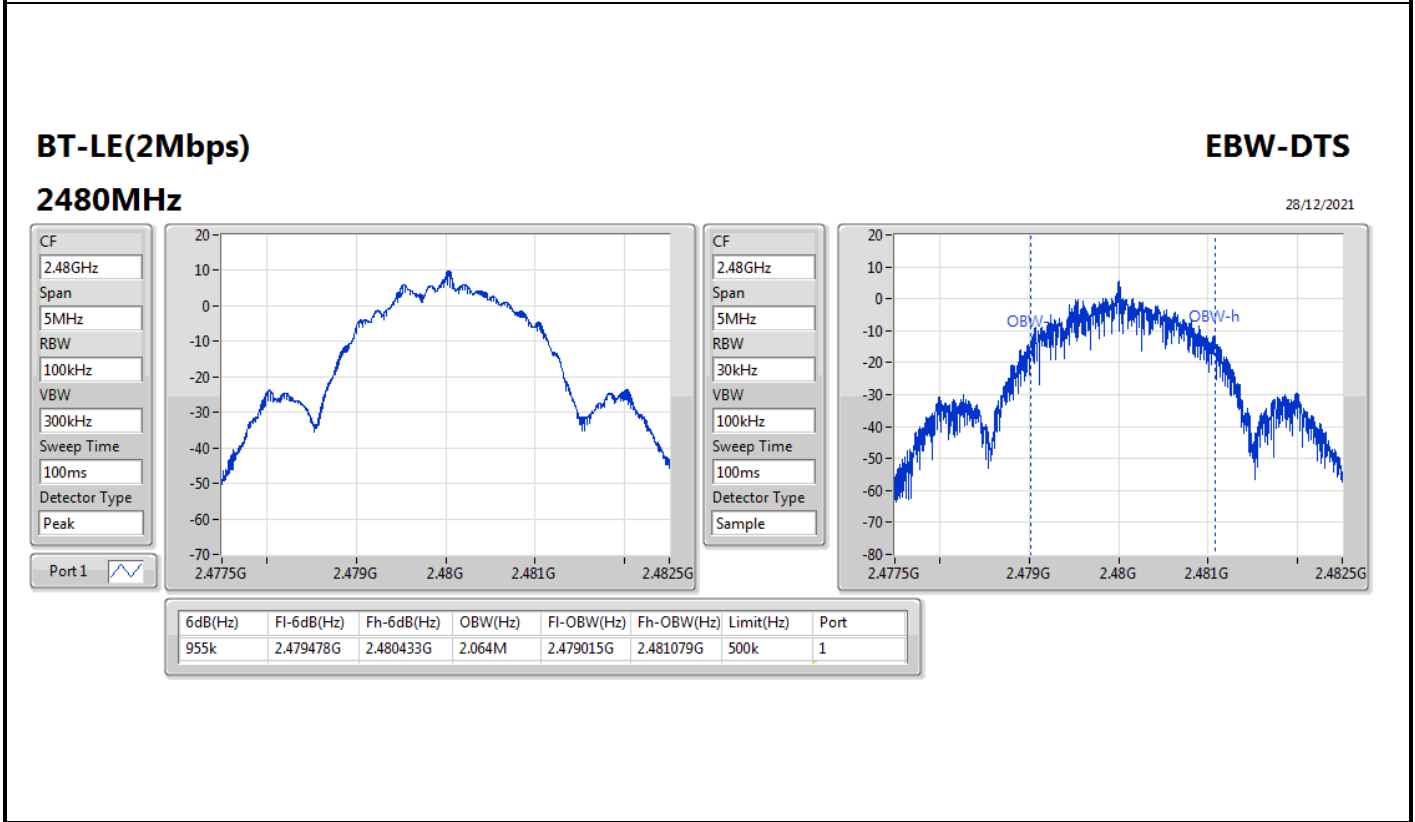 BT-LE(2Mbps)
EBW-DTS
2480MHz
28/12/2021
CF
2.48GHz
Span
5MHz
RBW
100kHz
VBW
300kHz
Sweep Time
100ms
Detector Type
Peak
Port 1
20
10
0
-10
-20
-30
-40
-50
-60
-70
2.4775G 2.479G 2.48G 2.481G 2.4825G
CF
2.48GHz
Span
5MHz
RBW
30kHz
VBW
100kHz
Sweep Time
100ms
Detector Type
Sample
20
10
0
-10
-20
-30
-40
-50
-60
-70
-80
OBW-l
OBW-h
2.4775G 2.479G 2.48G 2.481G 2.4825G
6dB(Hz) Fl-6dB(Hz) Fh-6dB(Hz) OBW(Hz) Fl-OBW(Hz) Fh-OBW(Hz) Limit(Hz) Port
955k 2.479478G 2.480433G 2.064M 2.479015G 2.481079G 500k 1